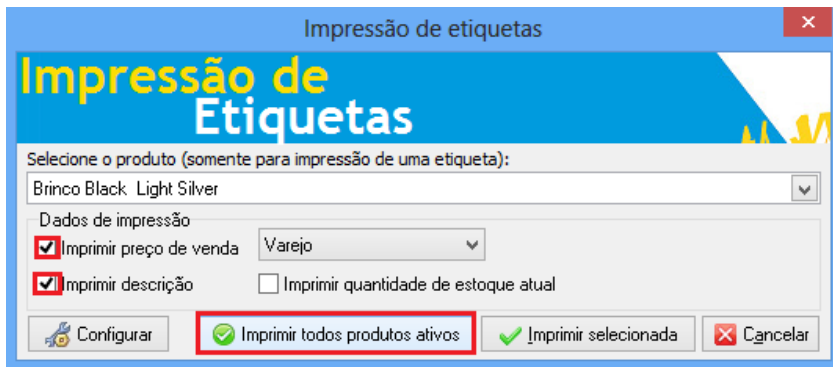 Impressão de etiquetas
Impressão de
Etiquetas
Selecione o produto (somente para impressão de uma etiqueta):
Brinco Black  Light Silver
Dados de impressão
Imprimir preço de venda Varejo
Imprimir descrição Imprimir quantidade de estoque atual
Configurar Imprimir todos produtos ativos Imprimir selecionada Cancelar